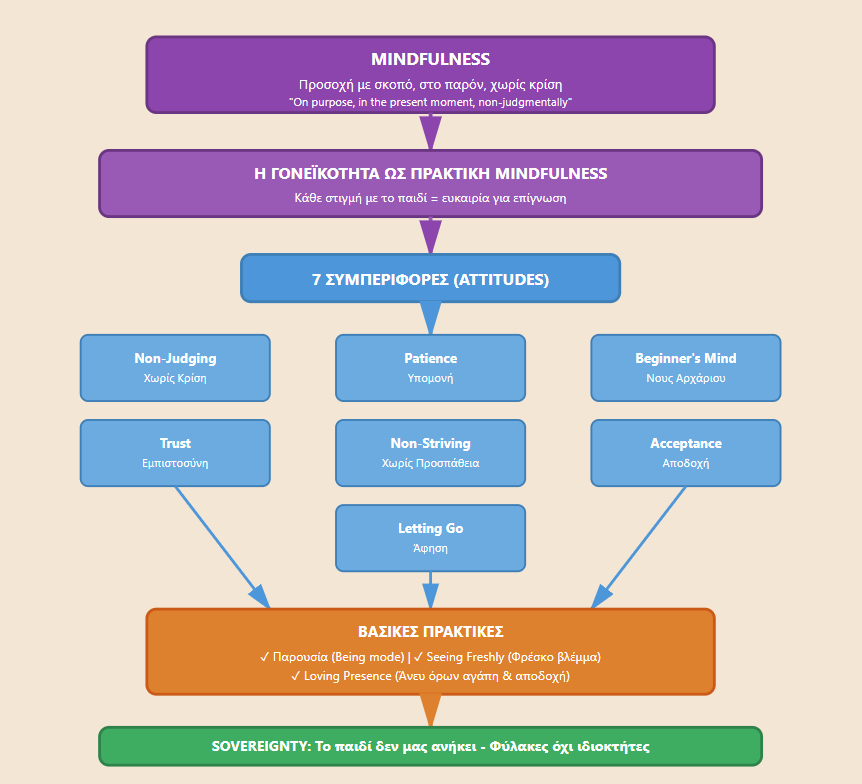 MINDFULNESS
Προσοχή με σκοπό, στο παρόν, χωρίς κρίση
"On purpose, in the present moment, non-judgmentally"
Η ΓΟΝΕΪΚΟΤΗΤΑ ΩΣ ΠΡΑΚΤΙΚΗ MINDFULNESS
Κάθε στιγμή με το παιδί = ευκαιρία για επίγνωση
7 ΣΥΜΠΕΡΙΦΟΡΕΣ (ATTITUDES)
Non-Judging
Χωρίς Κρίση
Patience
Υπομονή
Beginner's Mind
Νους Αρχάριου
Trust
Εμπιστοσύνη
Non-Striving
Χωρίς Προσπάθεια
Acceptance
Αποδοχή
Letting Go
Άφηση
ΒΑΣΙΚΕΣ ΠΡΑΚΤΙΚΕΣ
✓ Παρουσία (Being mode) | ✓ Seeing Freshly (Φρέσκο βλέμμα)
✓ Loving Presence (Άνευ όρων αγάπη & αποδοχή)
SOVEREIGNTY: Το παιδί δεν μας ανήκει - Φύλακες όχι ιδιοκτήτες